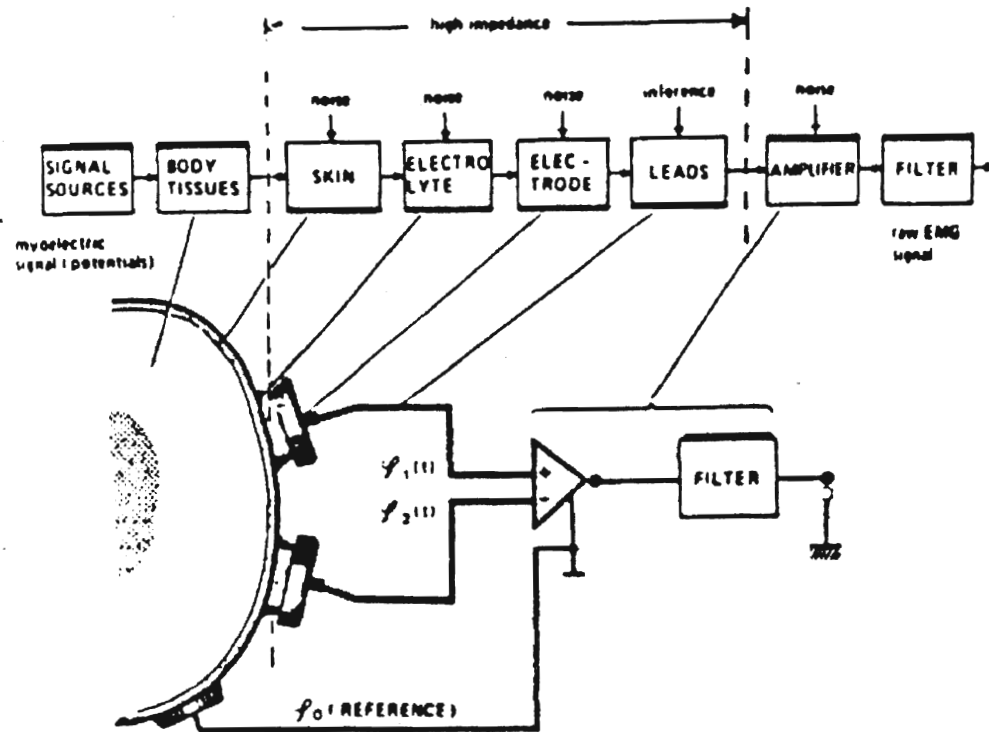 high impedance
noise
noise
noise
inference
noise
SIGNAL
SOURCES
BODY
TISSUES
SKIN
ELECTRO
LYTE
ELEC-
TRODE
LEADS
AMPLIFIER
FILTER
myoelectric
signal (potentials)
raw EMG
signal
φ1(t)
+
FILTER
φ2(t)
-
φ0 (REFERENCE)